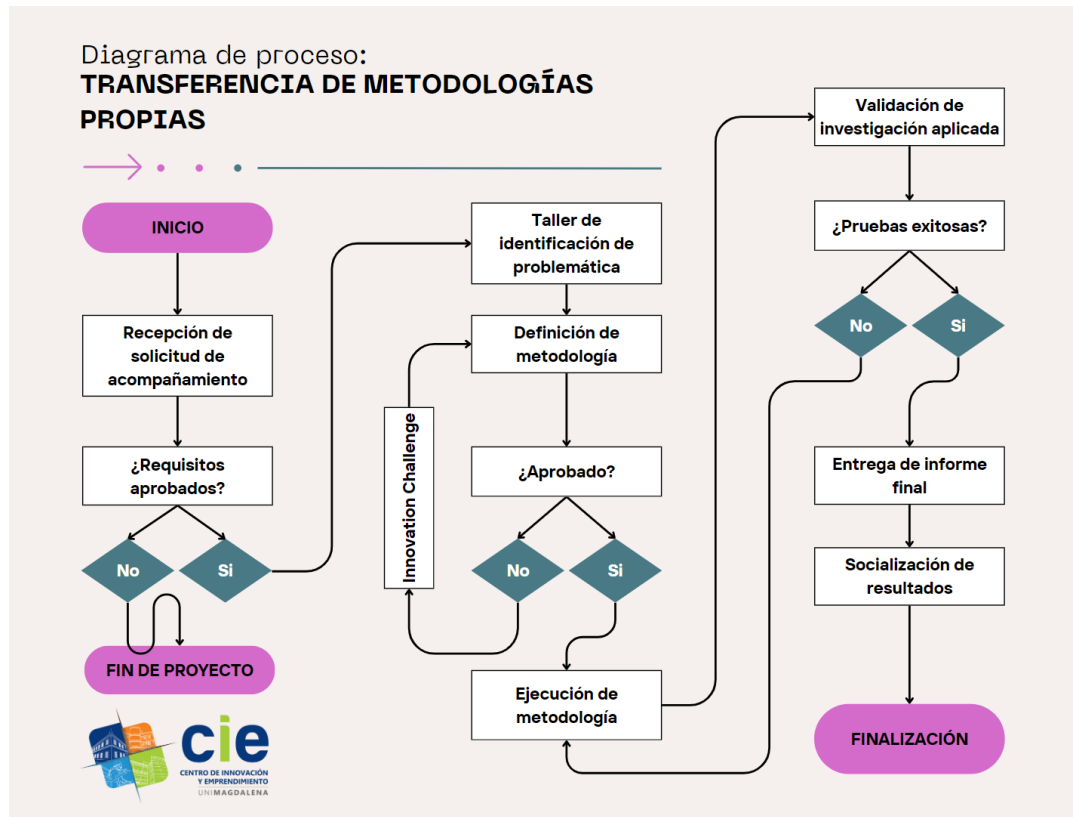 Diagrama de proceso:
TRANSFERENCIA DE METODOLOGÍAS
PROPIAS
INICIO
Recepción de
solicitud de
acompañamiento
¿Requisitos
aprobados?
No
Si
FIN DE PROYECTO
Taller de
identificación de
problemática
Definición de
metodología
Innovation Challenge
¿Aprobado?
No
Si
Ejecución de
metodología
Validación de
investigación aplicada
¿Pruebas exitosas?
No
Si
Entrega de informe
final
Socialización de
resultados
FINALIZACIÓN
cie
CENTRO DE INNOVACIÓN
Y EMPRENDIMIENTO
UNIMAGDALENA